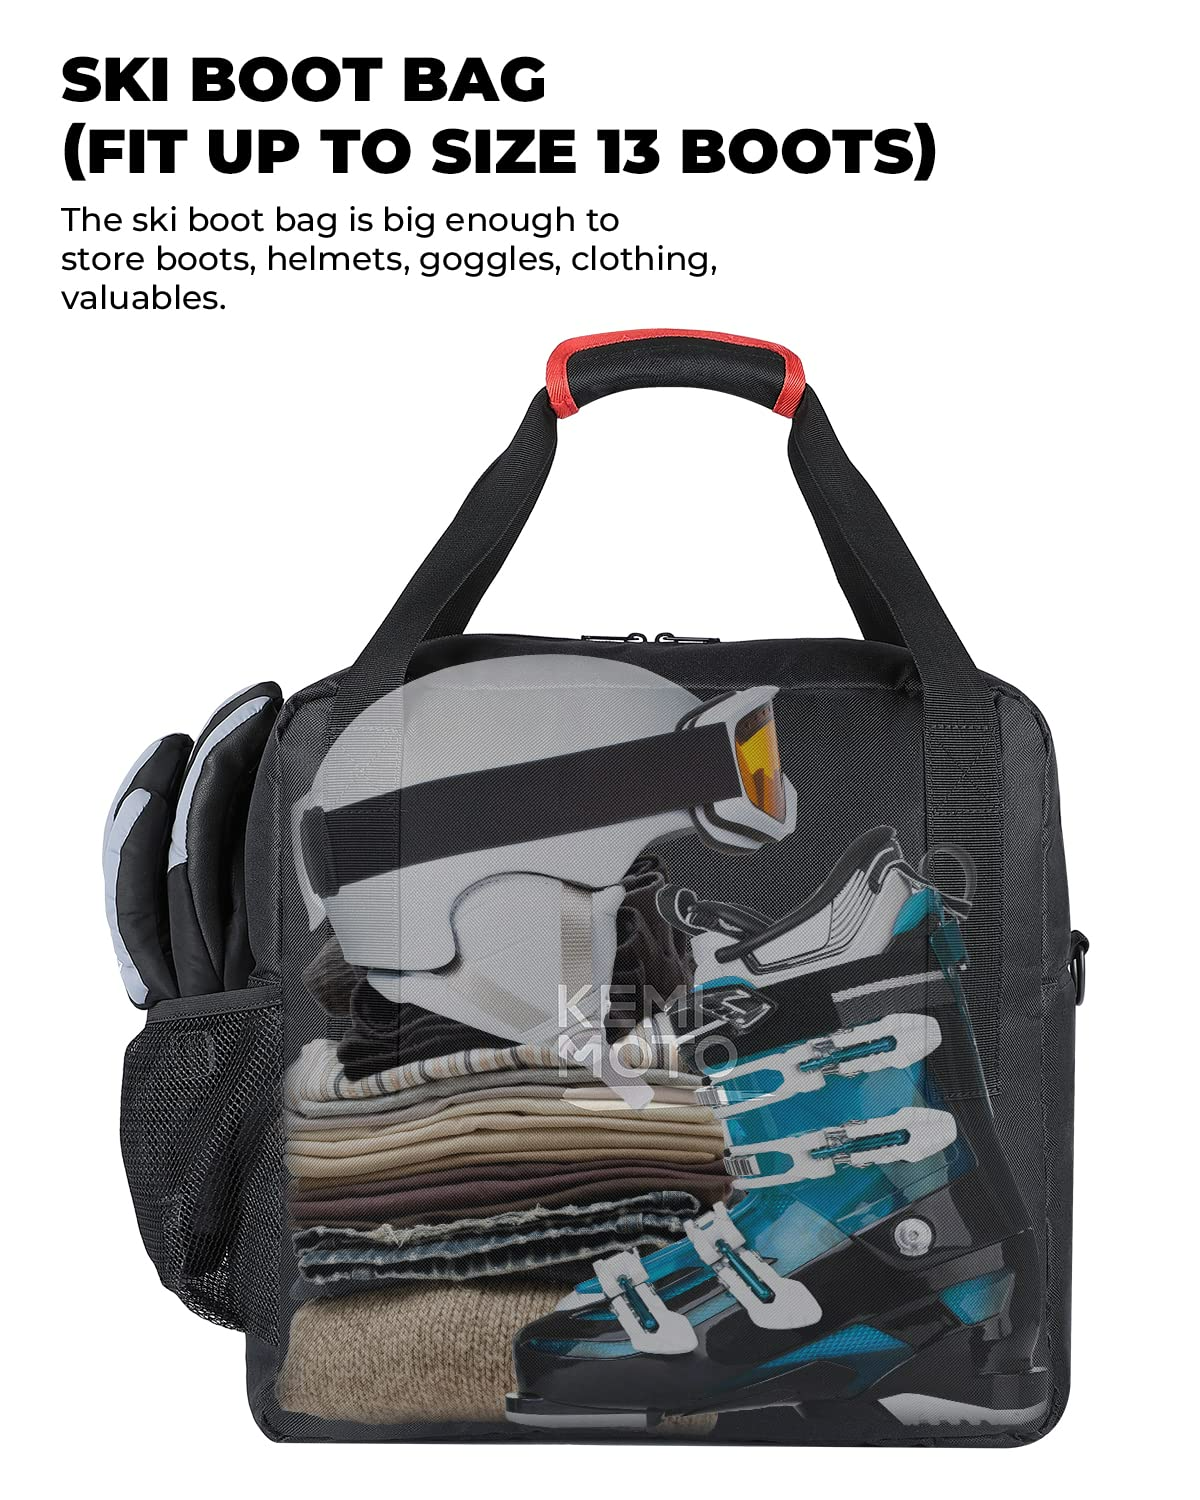 SKI BOOT BAG
(FIT UP TO SIZE 13 BOOTS)
The ski boot bag is big enough to
store boots, helmets, goggles, clothing,
valuables.
KEMI
MOTO